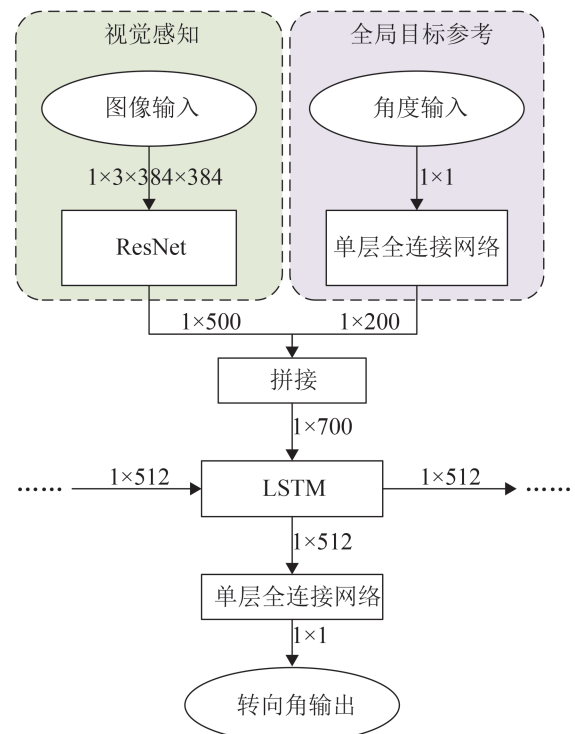 视觉感知
全局目标参考
图像输入
角度输入
1×3×384×384
1×1
ResNet
单层全连接网络
1×500
1×200
拼接
1×700
……
1×512
LSTM
1×512
……
1×512
单层全连接网络
1×1
转向角输出